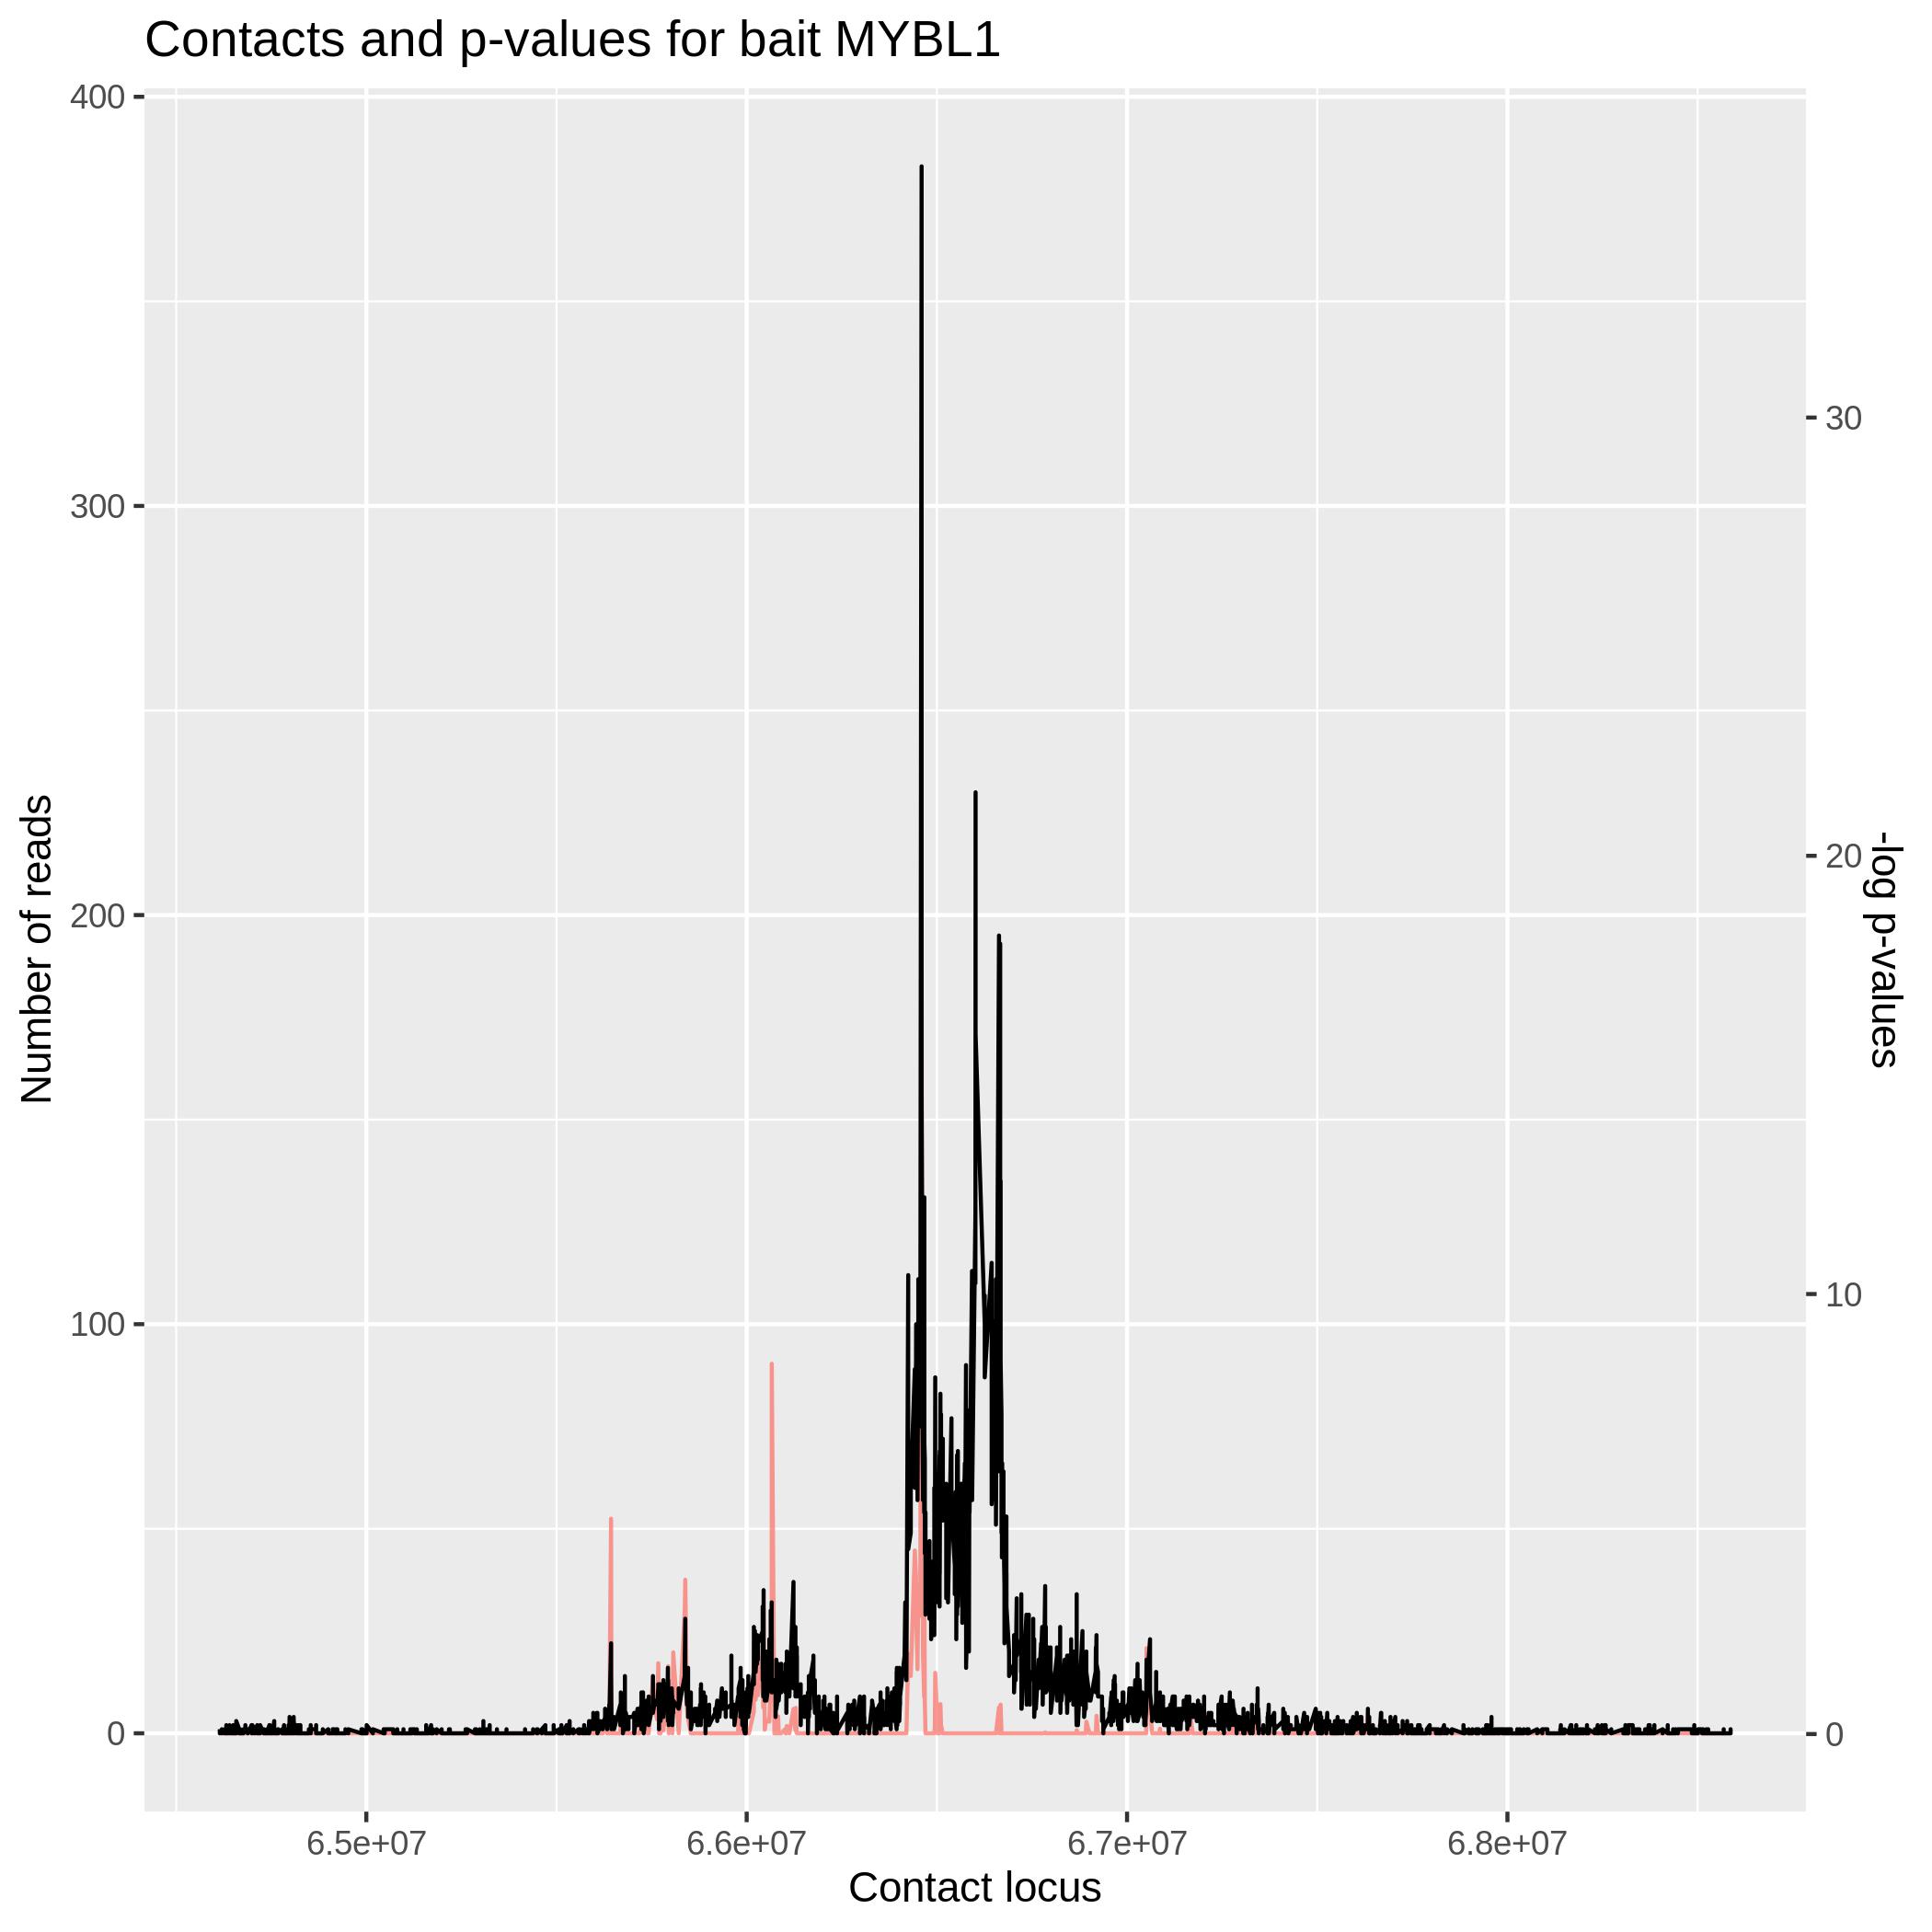 Contacts and p-values for bait MYBL1
400
300
200
100
0
Number of reads
30
20
10
0
-log p-values
6.5e+07
6.6e+07
6.7e+07
6.8e+07
Contact locus